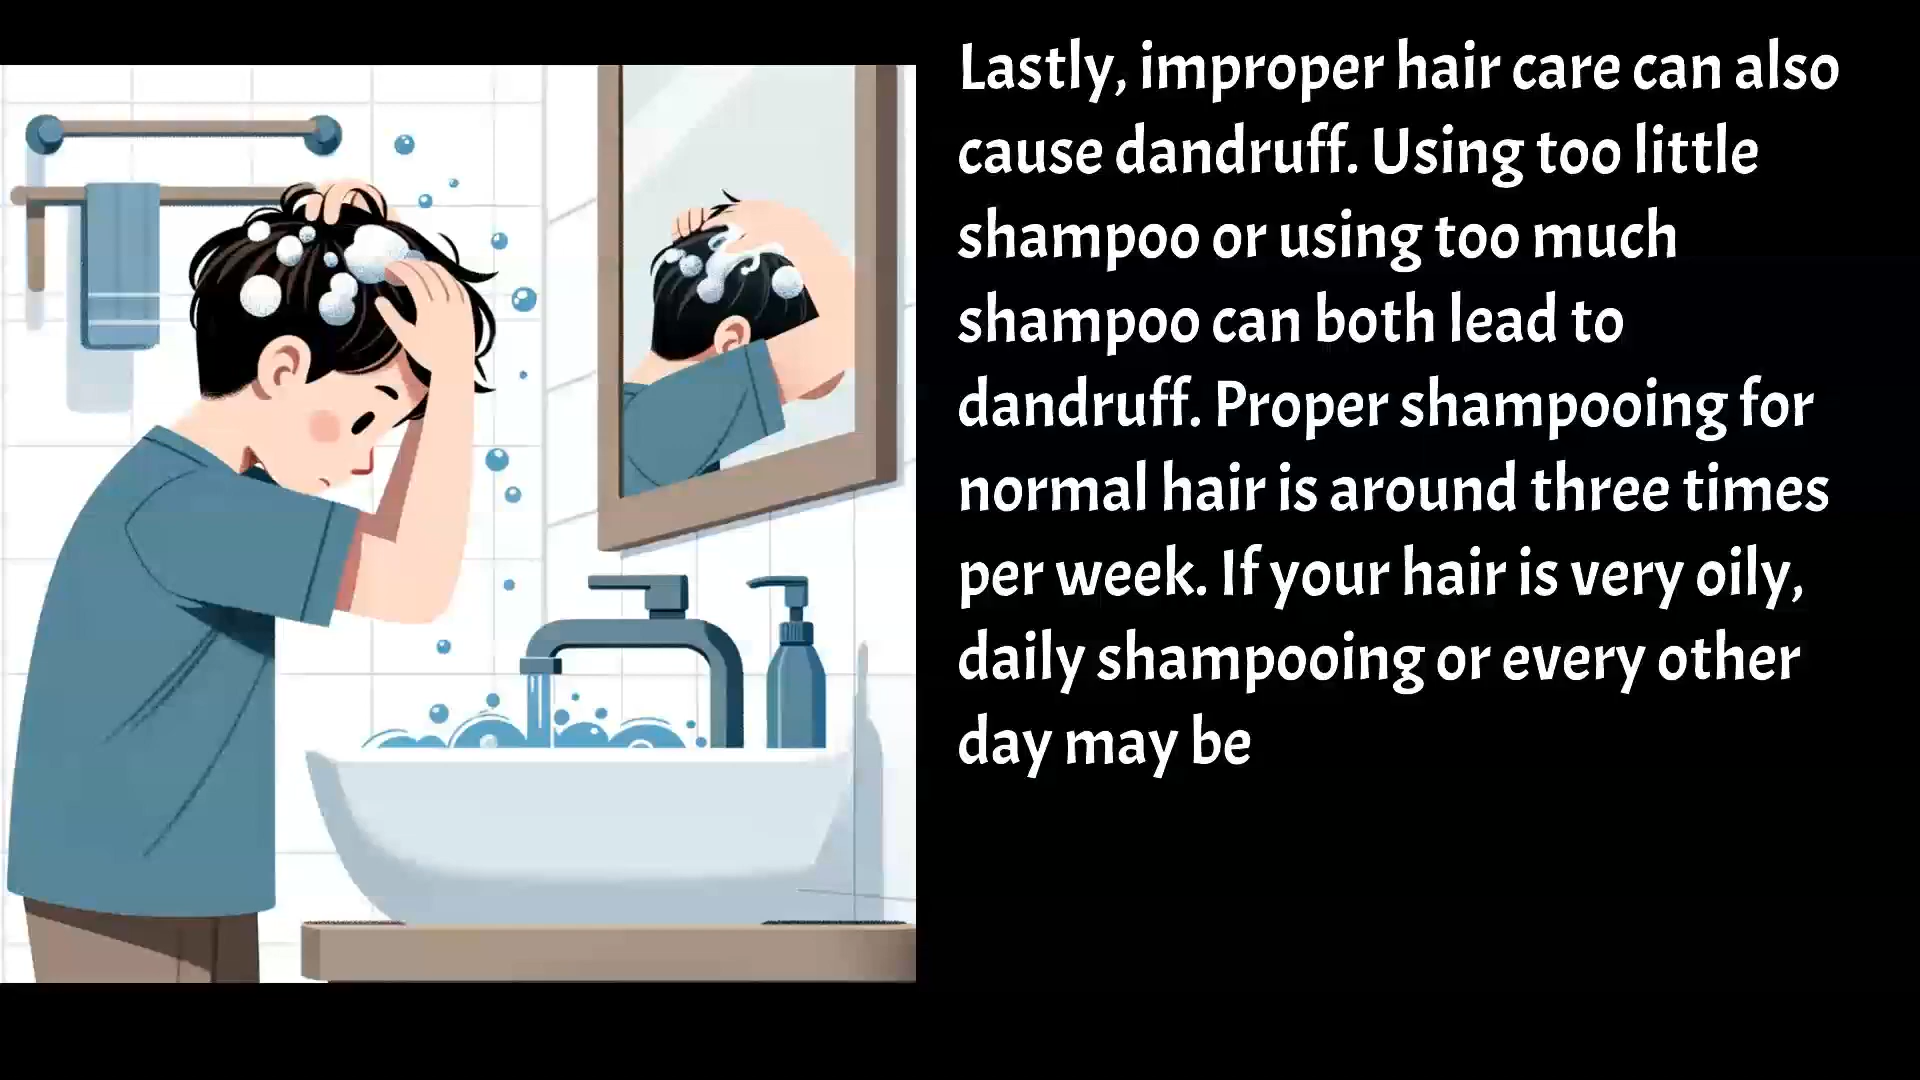 Lastly, improper hair care can also
cause dandruff. Using too little
shampoo or using too much
shampoo can both lead to
dandruff. Proper shampooing for
normal hair is around three times
per week. If your hair is very oily,
daily shampooing or every other
day may be